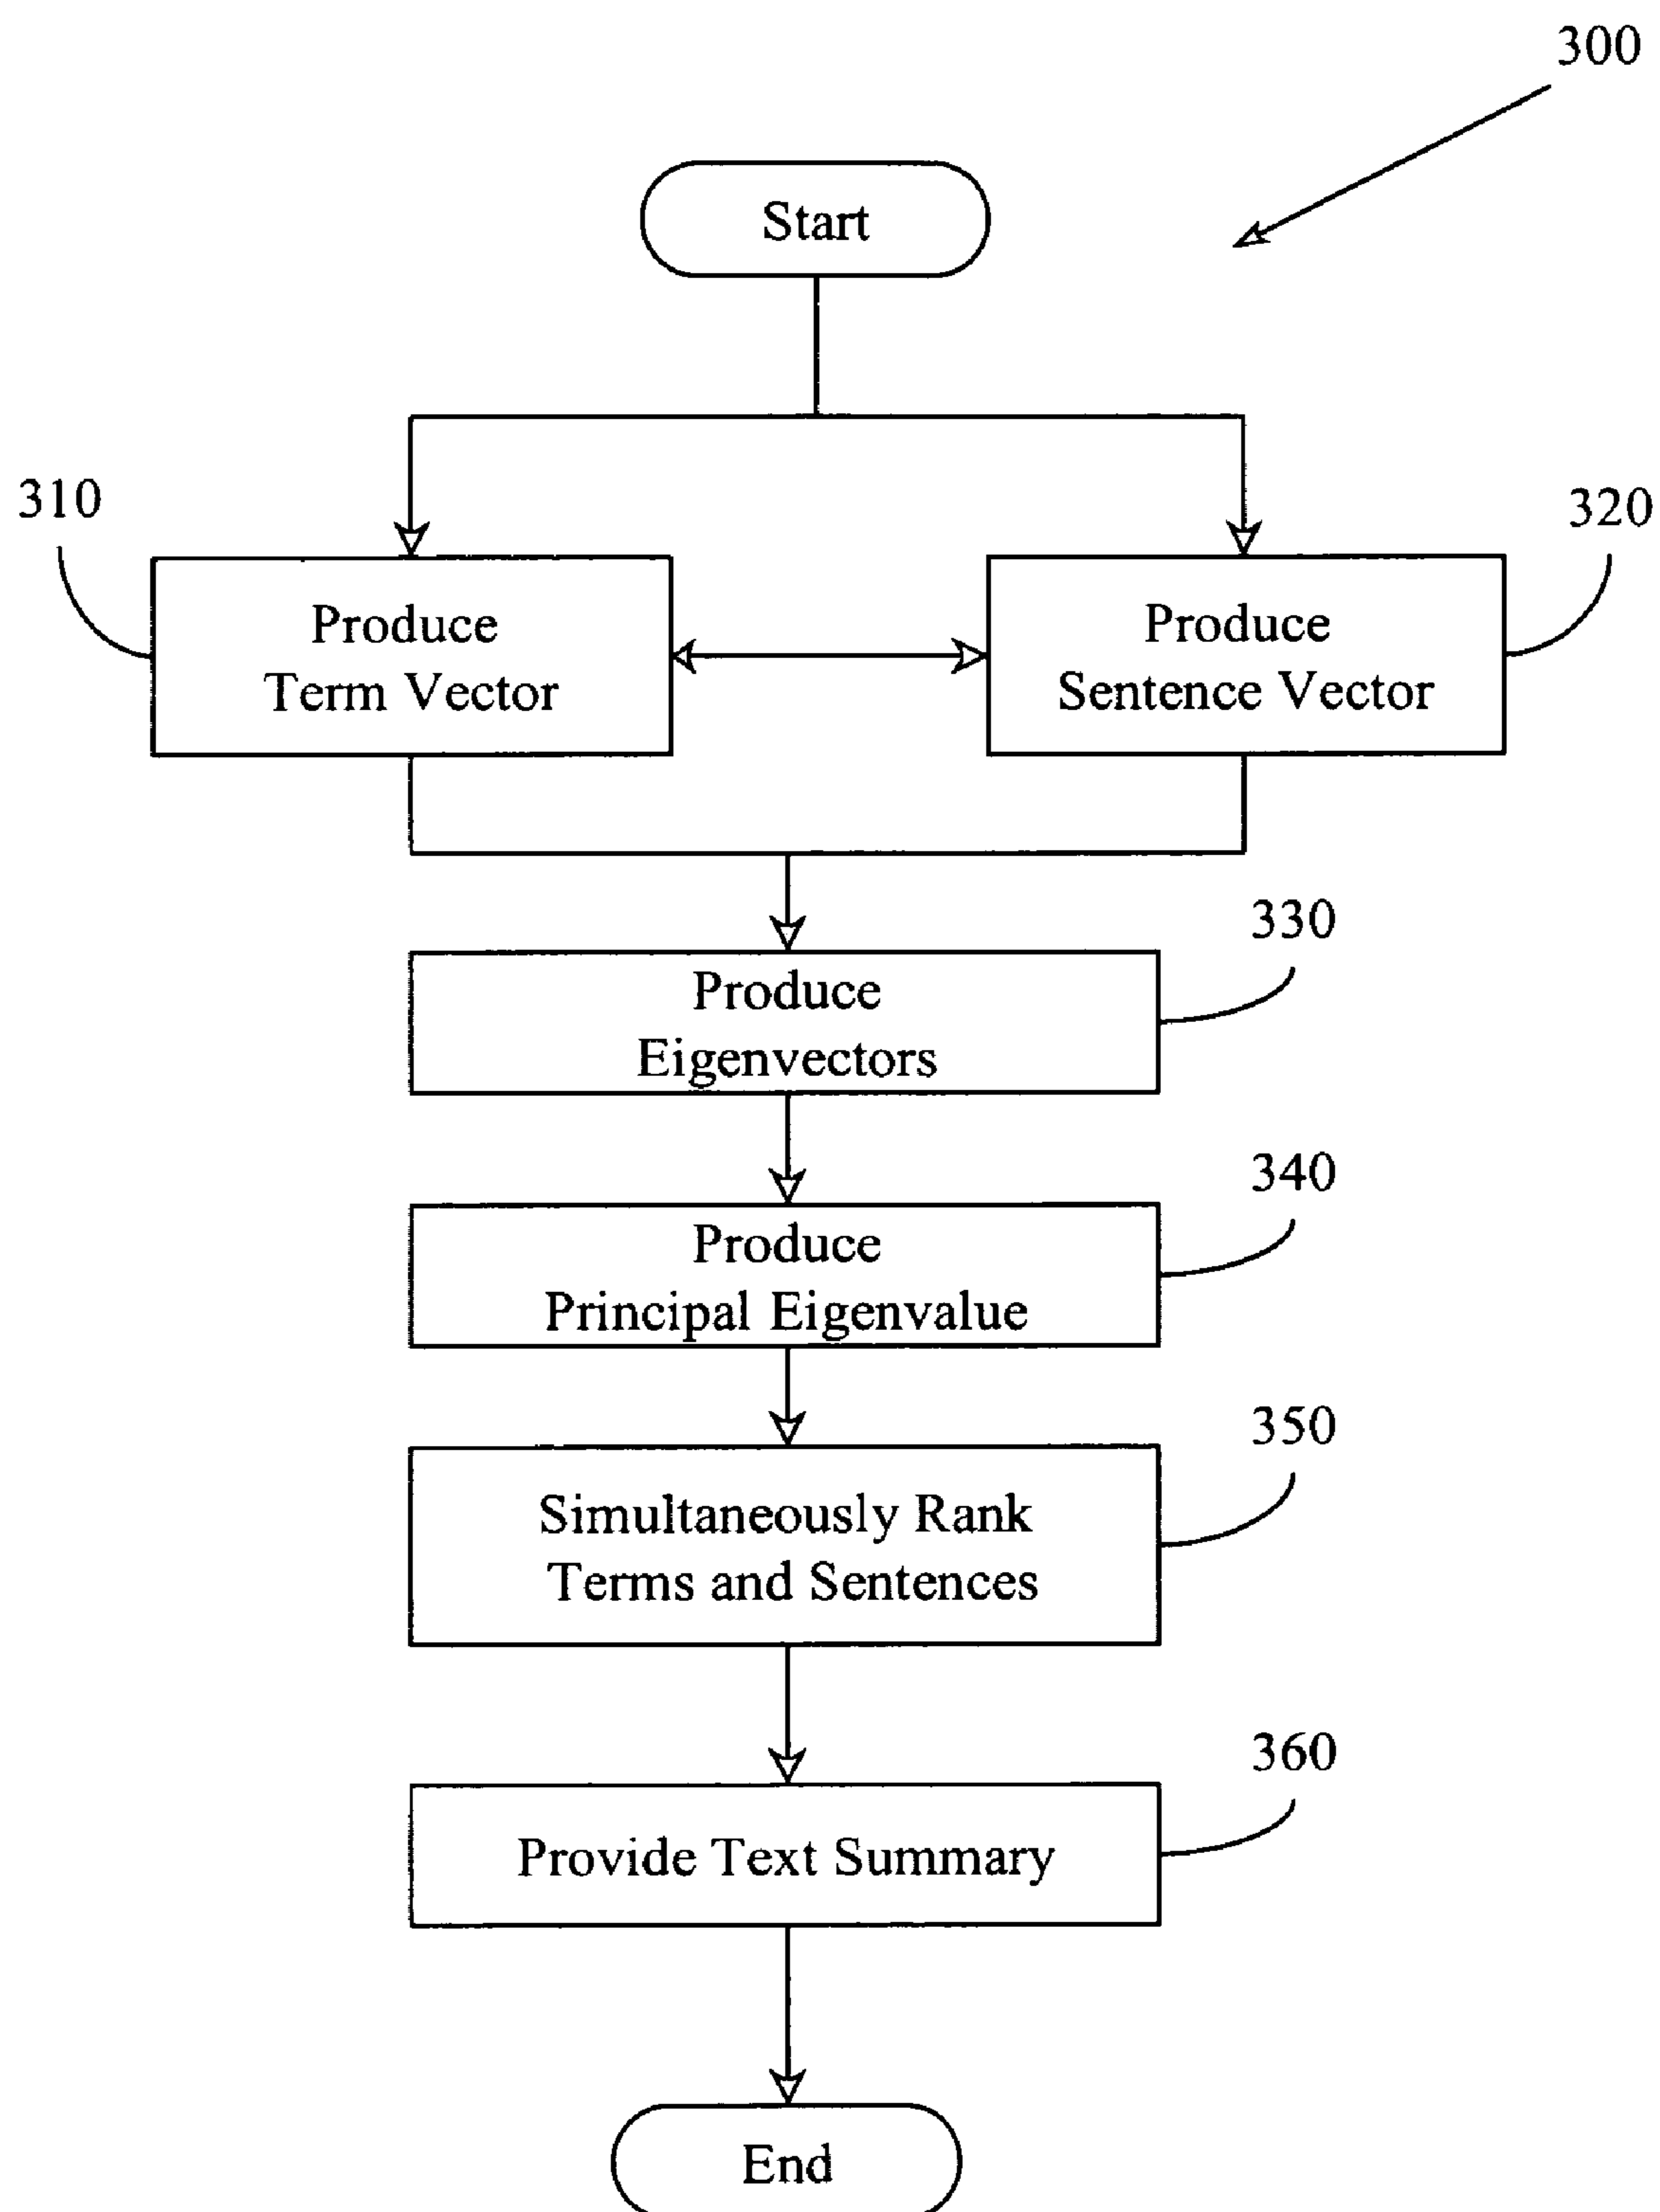 300
Start
310
320
Produce
Term Vector
Produce
Sentence Vector
330
Produce
Eigenvectors
340
Produce
Principal Eigenvalue
350
Simultaneously Rank
Terms and Sentences
360
Provide Text Summary
End